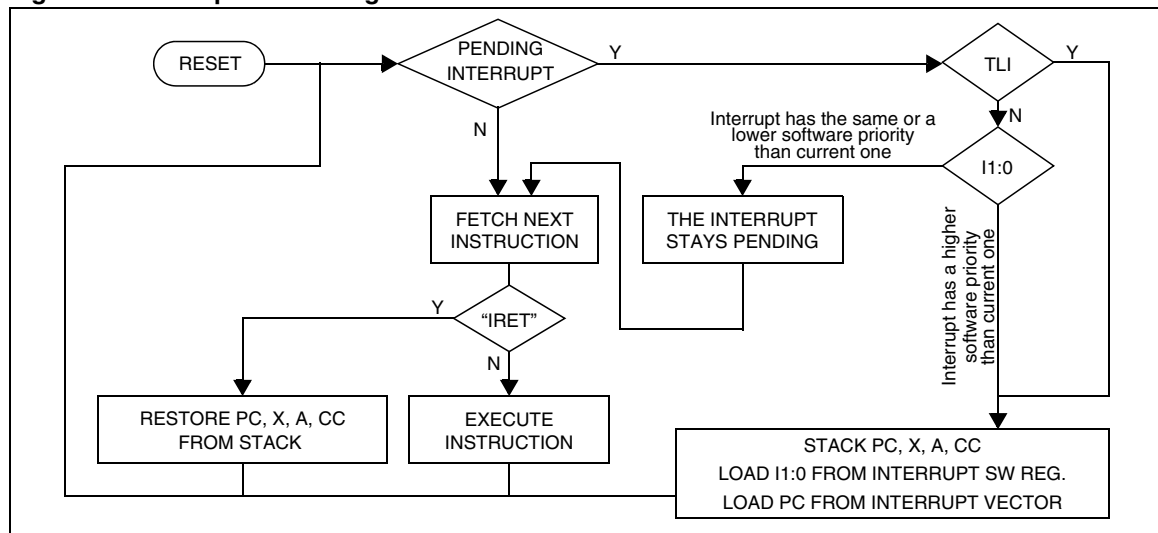 RESET
PENDING
INTERRUPT
Y
TLI
Y
N
Interrupt has the same or a
lower software priority
than current one
N
I1:0
FETCH NEXT
INSTRUCTION
THE INTERRUPT
STAYS PENDING
Interrupt has a higher
software priority
than current one
Y
“IRET”
N
RESTORE PC, X, A, CC
FROM STACK
EXECUTE
INSTRUCTION
STACK PC, X, A, CC
LOAD I1:0 FROM INTERRUPT SW REG.
LOAD PC FROM INTERRUPT VECTOR